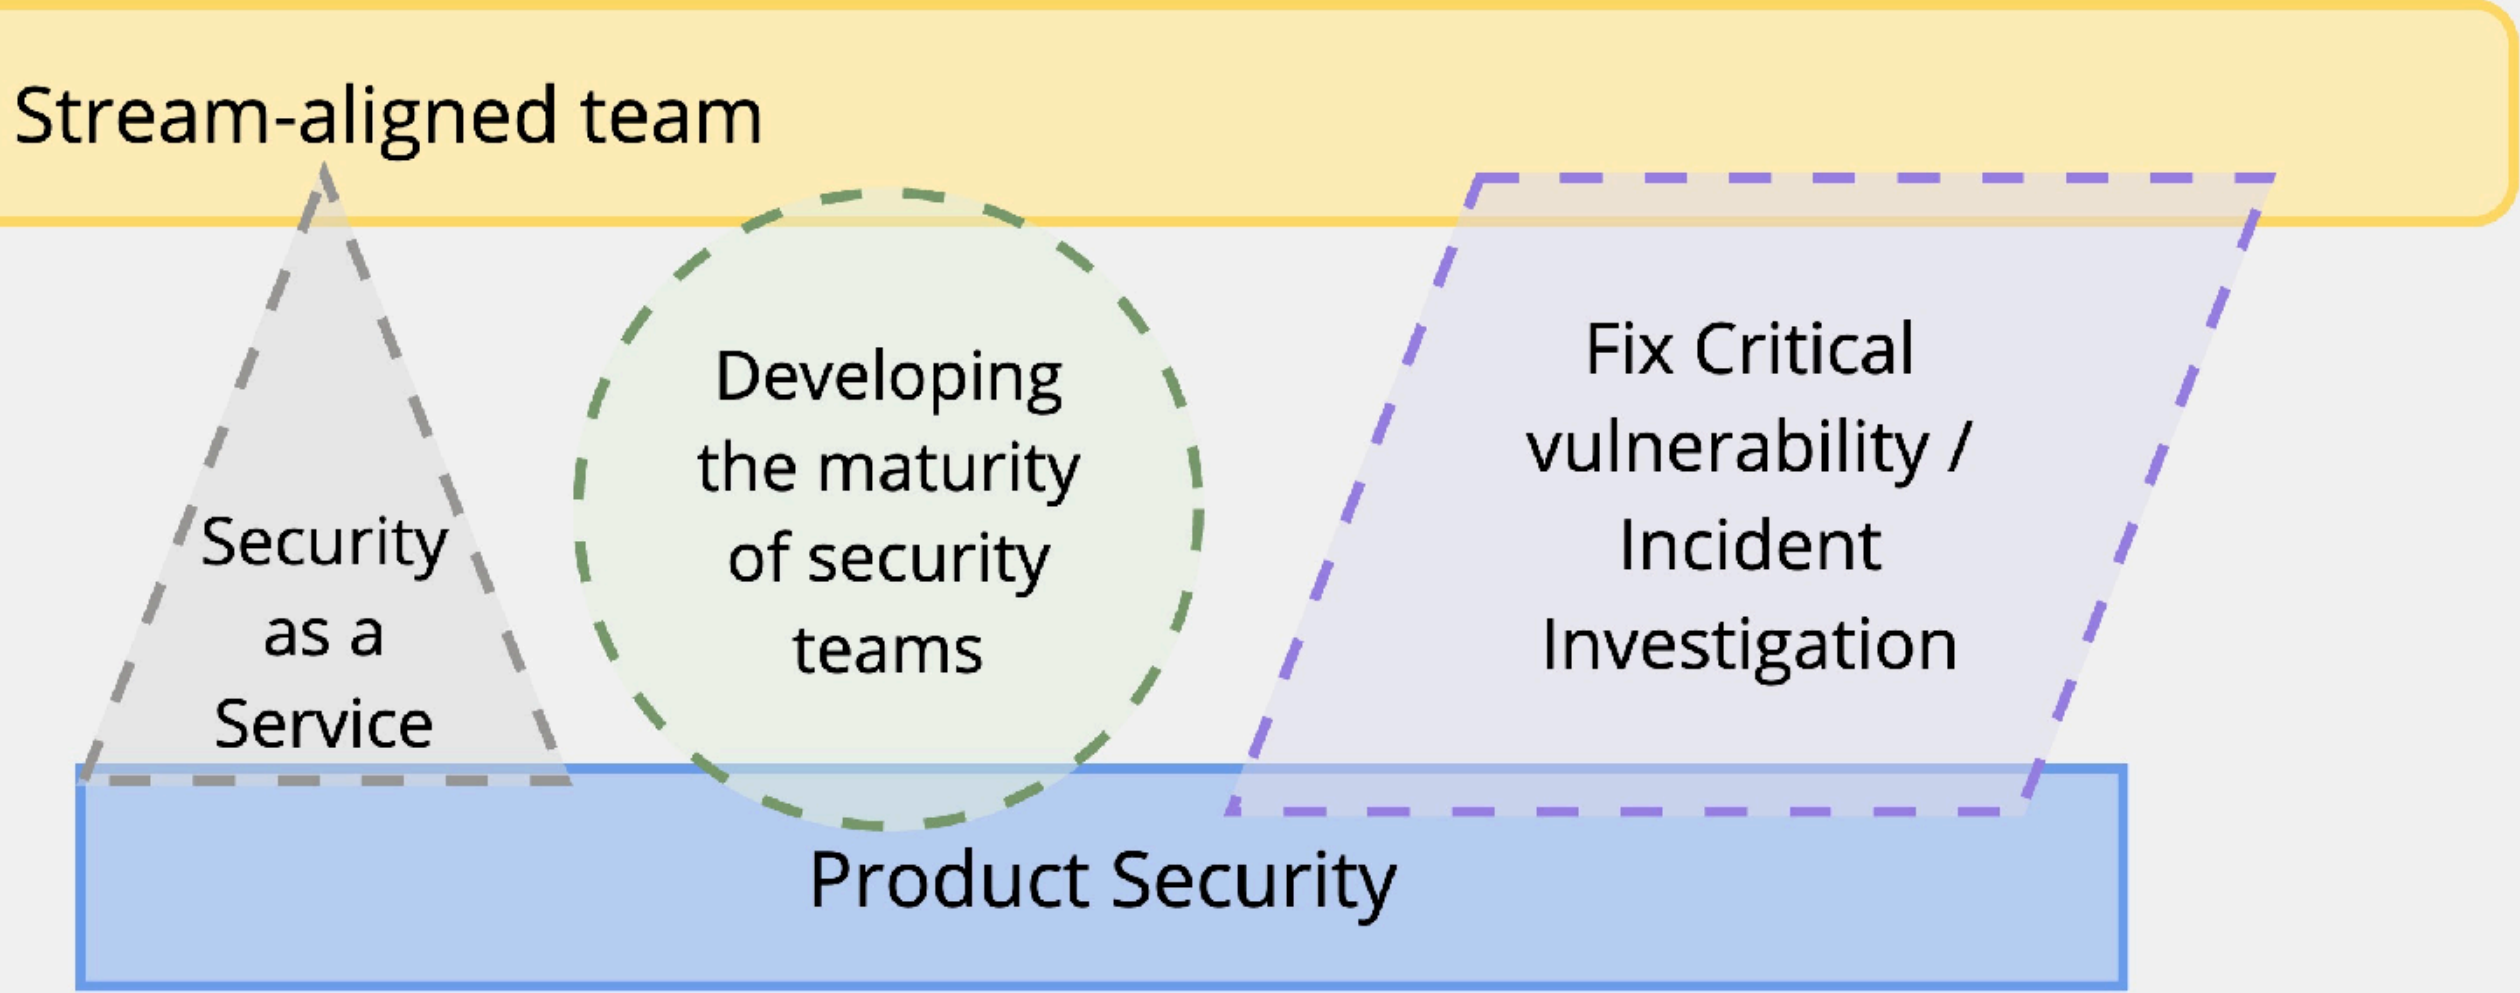 Stream-aligned team
Security
as a
Service
Developing
the maturity
of security
teams
Fix Critical
vulnerability /
Incident
Investigation
Product Security